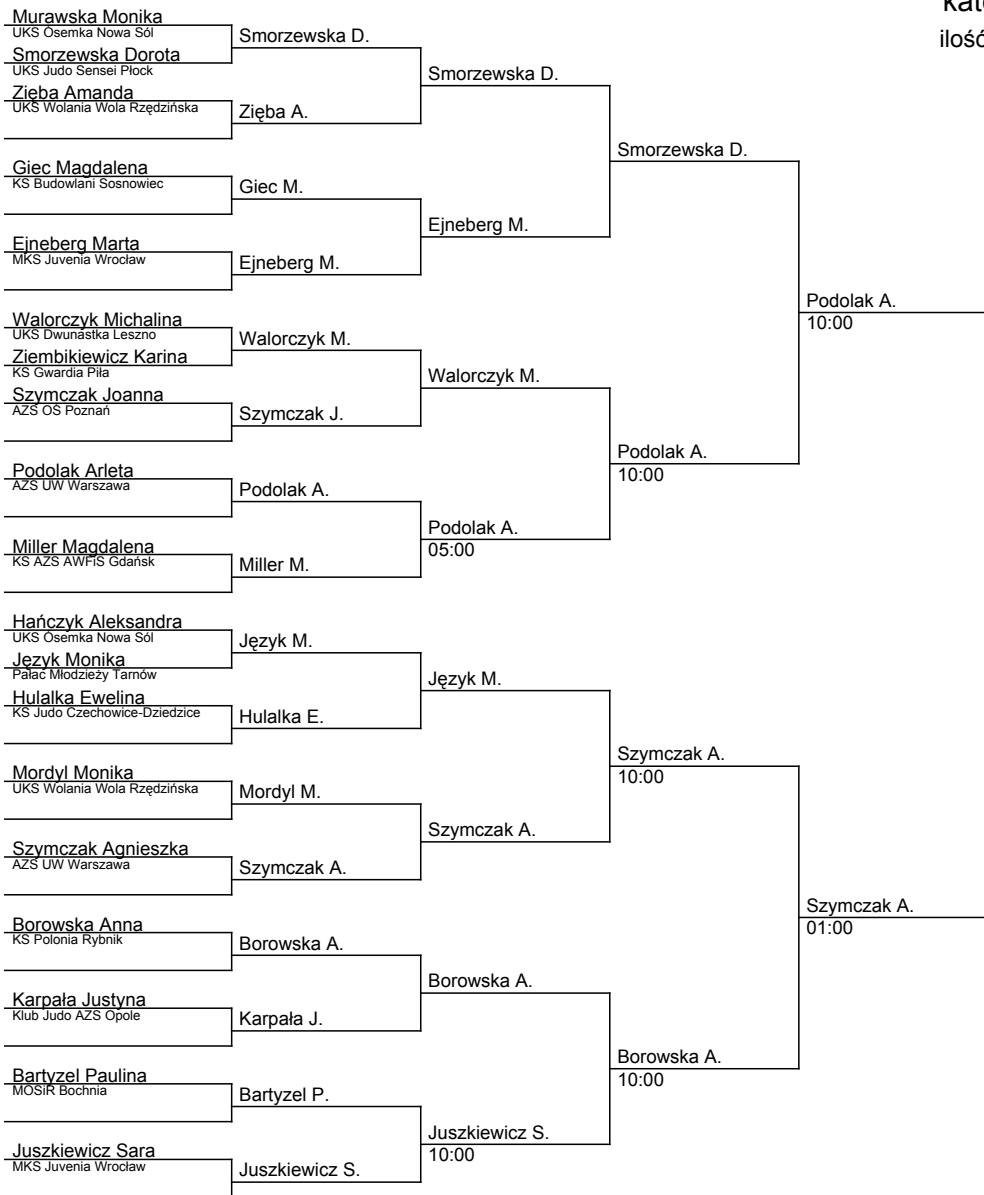 kate
ilość
Murawska Monika
UKS Ósemka Nowa Sól
Smorzewska Dorota
UKS Judo Sensei Płock
Zięba Amanda
UKS Wolania Wola Rzędzińska
Giec Magdalena
KS Budowlani Sosnowiec
Ejneberg Marta
MKS Juvenia Wrocław
Walorczyk Michalina
UKS Dwunastka Leszno
Ziembikiewicz Karina
KS Gwardia Piła
Szymczak Joanna
AZS OŚ Poznań
Podolak Arleta
AZS UW Warszawa
Miller Magdalena
KS AZS AWFiS Gdańsk
Hańczyk Aleksandra
UKS Ósemka Nowa Sól
Język Monika
Pałac Młodzieży Tarnów
Hulalka Ewelina
KS Judo Czechowice-Dziedzice
Mordyl Monika
UKS Wolania Wola Rzędzińska
Szymczak Agnieszka
AZS UW Warszawa
Borowska Anna
KS Polonia Rybnik
Karpała Justyna
Klub Judo AZS Opole
Bartyzel Paulina
MOSiR Bochnia
Juszkiewicz Sara
MKS Juvenia Wrocław
Smorzewska D.
Zięba A.
Giec M.
Ejneberg M.
Walorczyk M.
Szymczak J.
Podolak A.
Miller M.
Język M.
Hulalka E.
Mordyl M.
Szymczak A.
Borowska A.
Karpała J.
Bartyzel P.
Juszkiewicz S.
Smorzewska D.
Ejneberg M.
Walorczyk M.
Podolak A.
05:00
Język M.
Szymczak A.
Borowska A.
Juszkiewicz S.
10:00
Smorzewska D.
Podolak A.
10:00
Szymczak A.
10:00
Borowska A.
10:00
Podolak A.
10:00
Szymczak A.
01:00